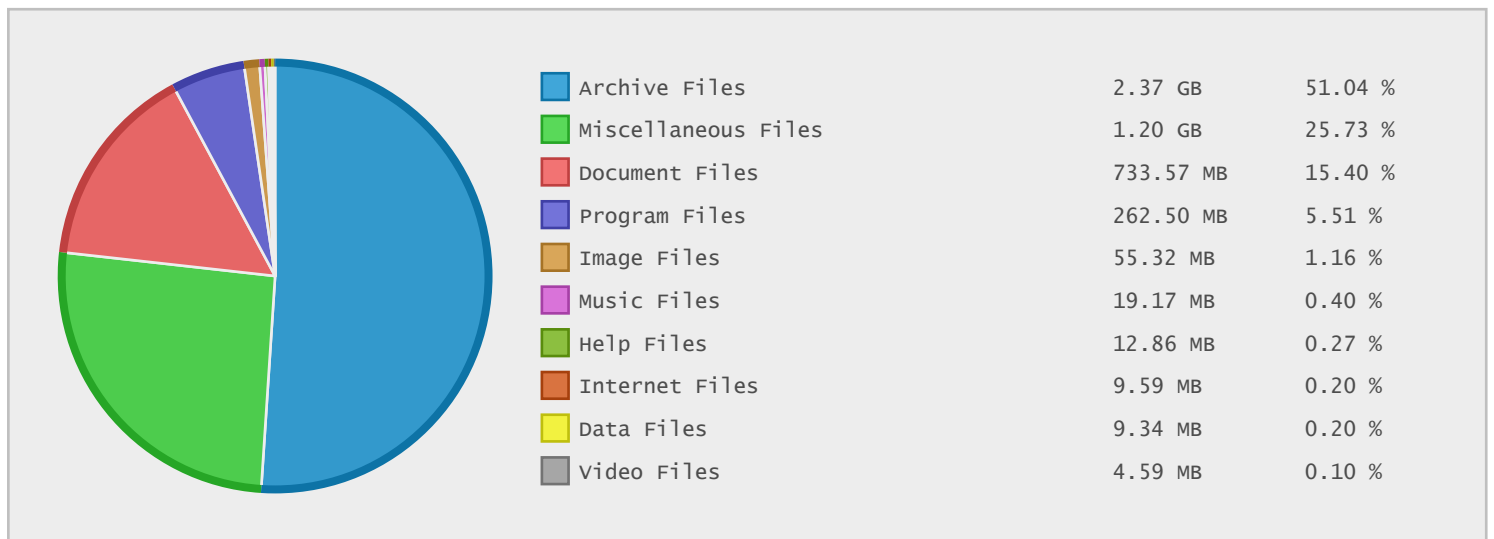 Archive Files 2.37 GB 51.04 %
Miscellaneous Files 1.20 GB 25.73 %
Document Files 733.57 MB 15.40 %
Program Files 262.50 MB 5.51 %
Image Files 55.32 MB 1.16 %
Music Files 19.17 MB 0.40 %
Help Files 12.86 MB 0.27 %
Internet Files 9.59 MB 0.20 %
Data Files 9.34 MB 0.20 %
Video Files 4.59 MB 0.10 %